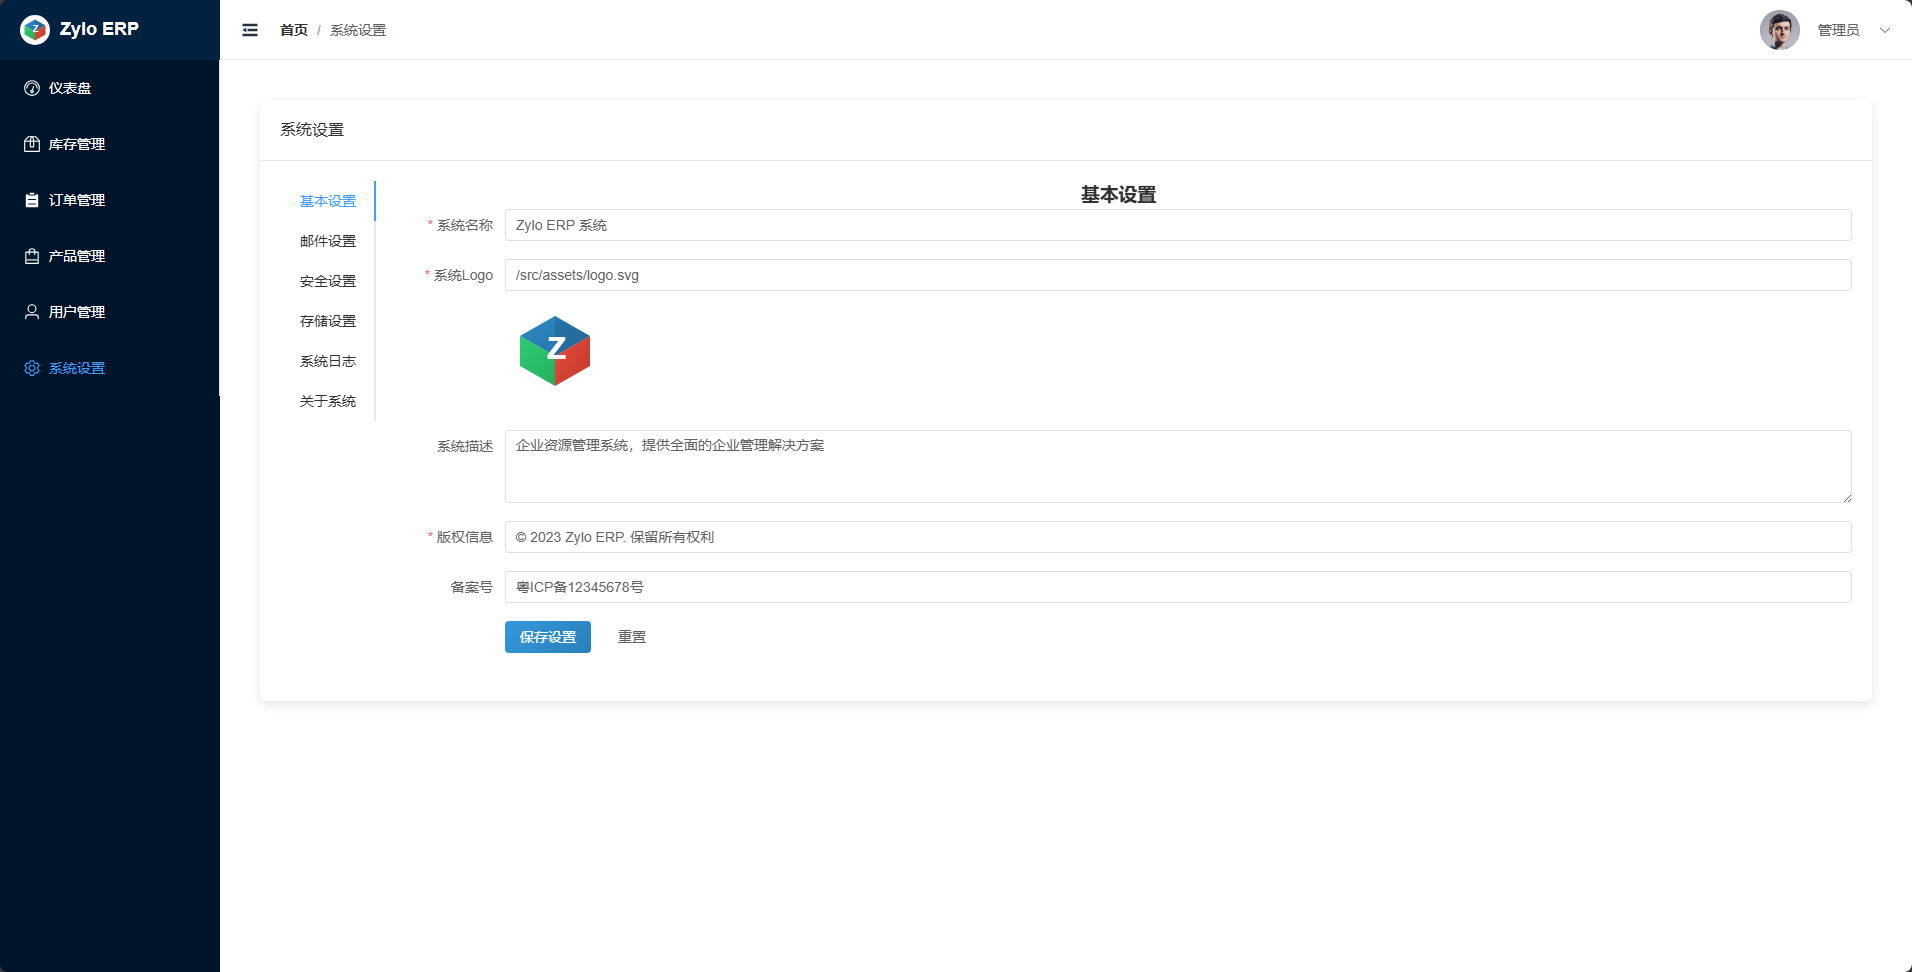 Z Zylo ERP
首页 / 系统设置
管理员
仪表盘
库存管理
订单管理
产品管理
用户管理
系统设置
系统设置
基本设置
邮件设置
安全设置
存储设置
系统日志
关于系统
基本设置
* 系统名称 Zylo ERP 系统
* 系统Logo /src/assets/logo.svg
Z
系统描述 企业资源管理系统，提供全面的企业管理解决方案
* 版权信息 © 2023 Zylo ERP. 保留所有权利
备案号 粤ICP备12345678号
保存设置 重置